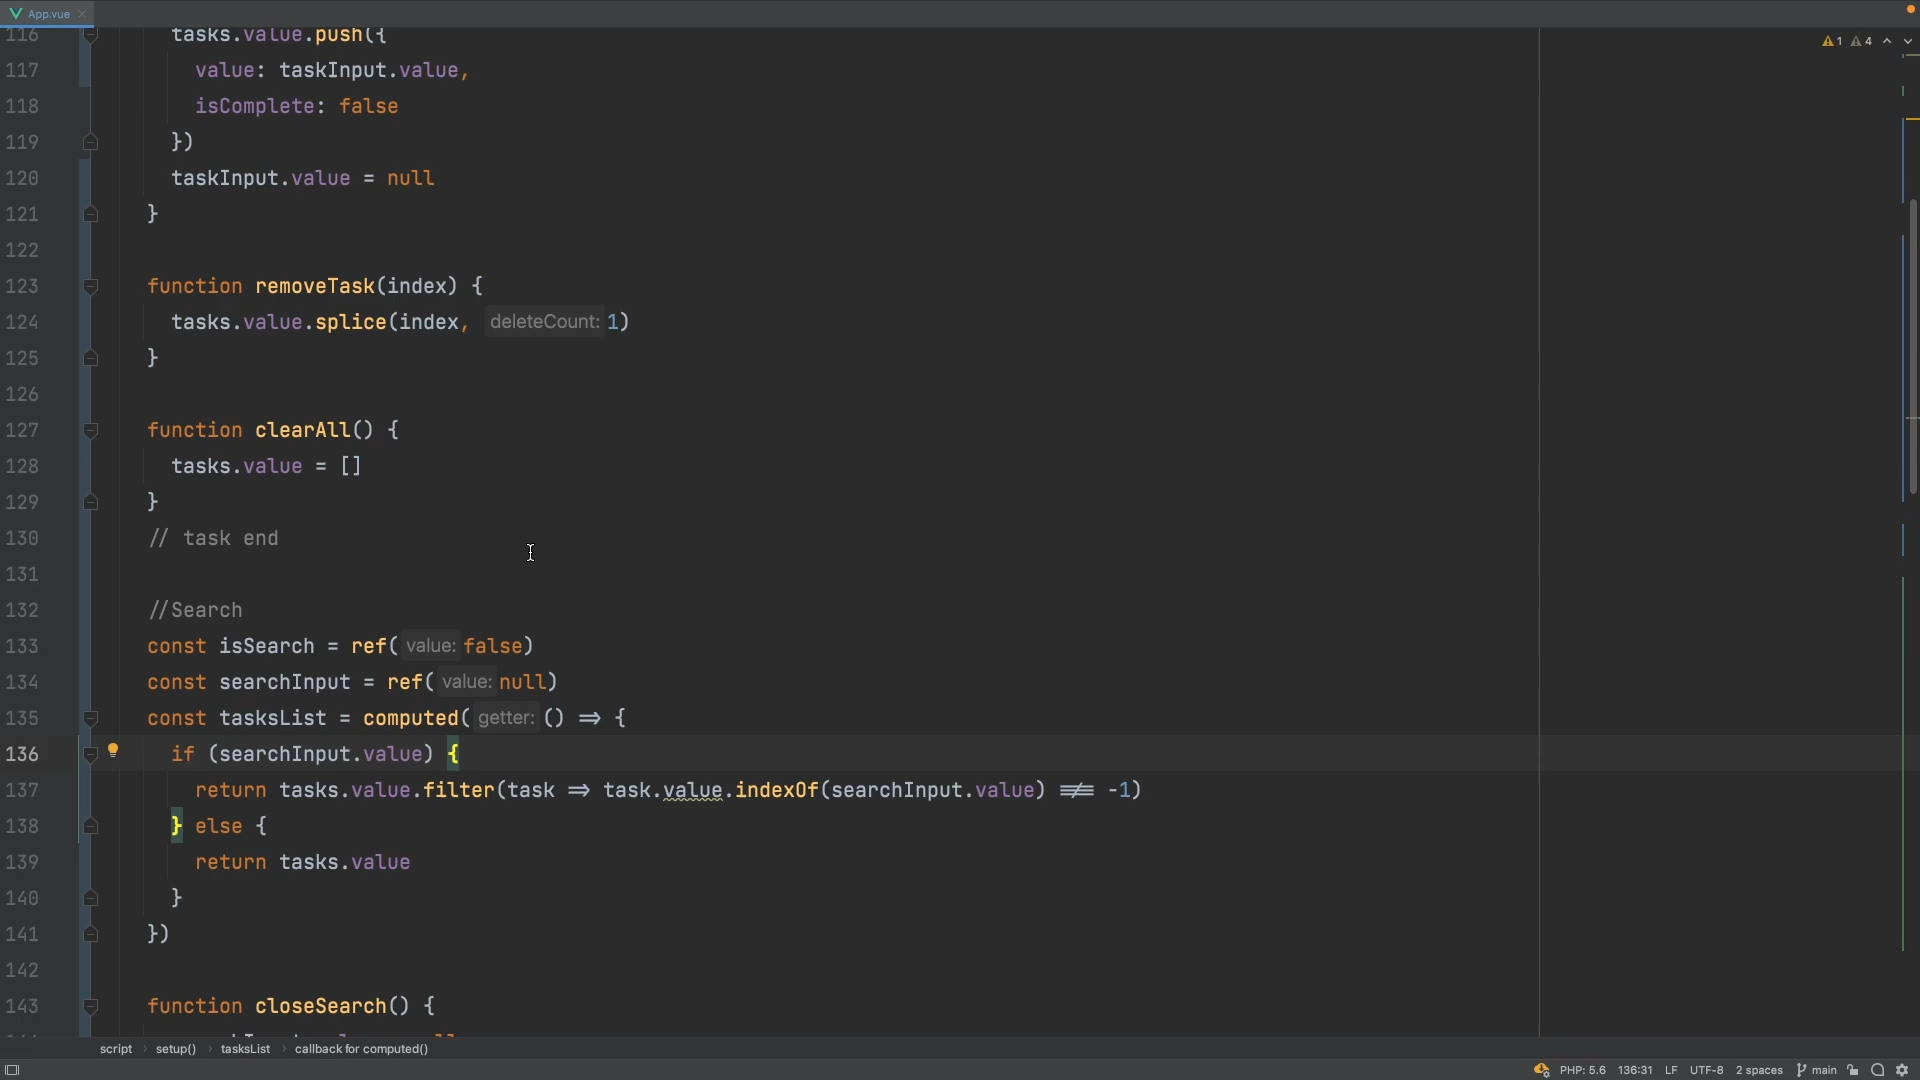 App.vue
1 4
116 tasks.value.push({
117 value: taskInput.value,
118 isComplete: false
119 })
120 taskInput.value = null
121 }
122
123 function removeTask(index) {
124 tasks.value.splice(index, deleteCount: 1)
125 }
126
127 function clearAll() {
128 tasks.value = []
129 }
130 // task end
131
132 //Search
133 const isSearch = ref( value: false)
134 const searchInput = ref( value: null)
135 const tasksList = computed( getter: () => {
136 if (searchInput.value) {
137 return tasks.value.filter(task => task.value.indexOf(searchInput.value) !== -1)
138 } else {
139 return tasks.value
140 }
141 })
142
143 function closeSearch() {
script setup() tasksList callback for computed()
PHP: 5.6 136:31 LF UTF-8 2 spaces main